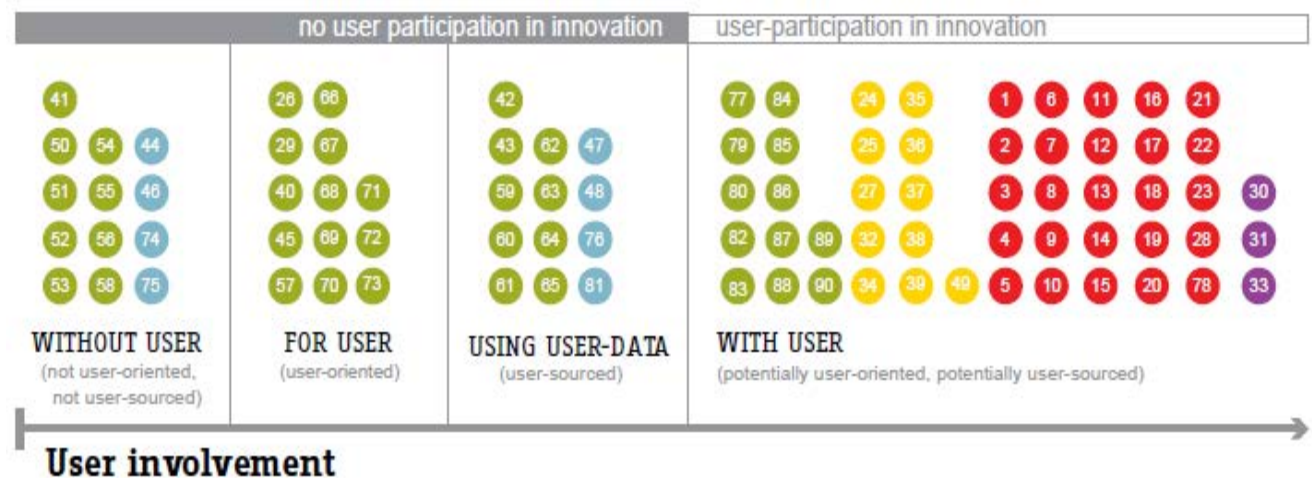 no user participation in innovation user-participation in innovation
41 26 66 42 77 84 24 35 1 6 11 16 21
50 54 44 29 67 43 62 47 79 85 25 36 2 7 12 17 22
51 55 46 40 68 71 59 63 48 80 86 27 37 3 8 13 18 23 30
52 56 74 45 69 72 60 64 76 82 87 89 32 38 4 9 14 19 28 31
53 58 75 57 70 73 61 65 81 83 88 90 34 39 49 5 10 15 20 78 33
WITHOUT USER FOR USER USING USER-DATA WITH USER
(not user-oriented, (user-oriented) (user-sourced) (potentially user-oriented, potentially user-sourced)
not user-sourced)
User involvement